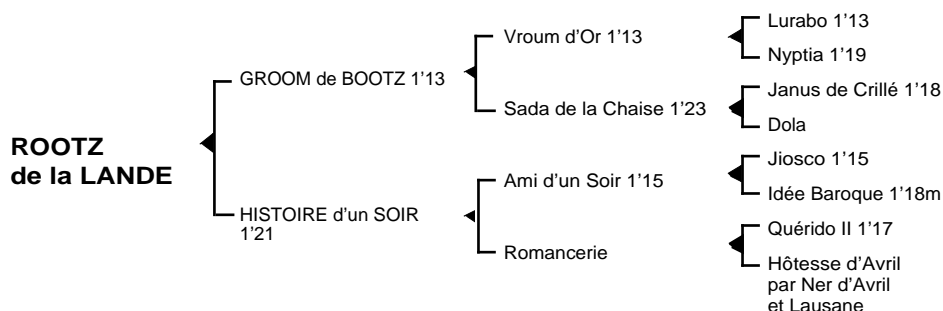 ROOTZ
de la LANDE
GROOM de BOOTZ 1’13
HISTOIRE d’un SOIR
1’21
Vroum d’Or 1’13
Sada de la Chaise 1’23
Ami d’un Soir 1’15
Romancerie
Lurabo 1’13
Nyptia 1’19
Janus de Crillé 1’18
Dola
Jiosco 1’15
Idée Baroque 1’18m
Quérido II 1’17
Hôtesse d’Avril
par Ner d’Avril
et Lausane